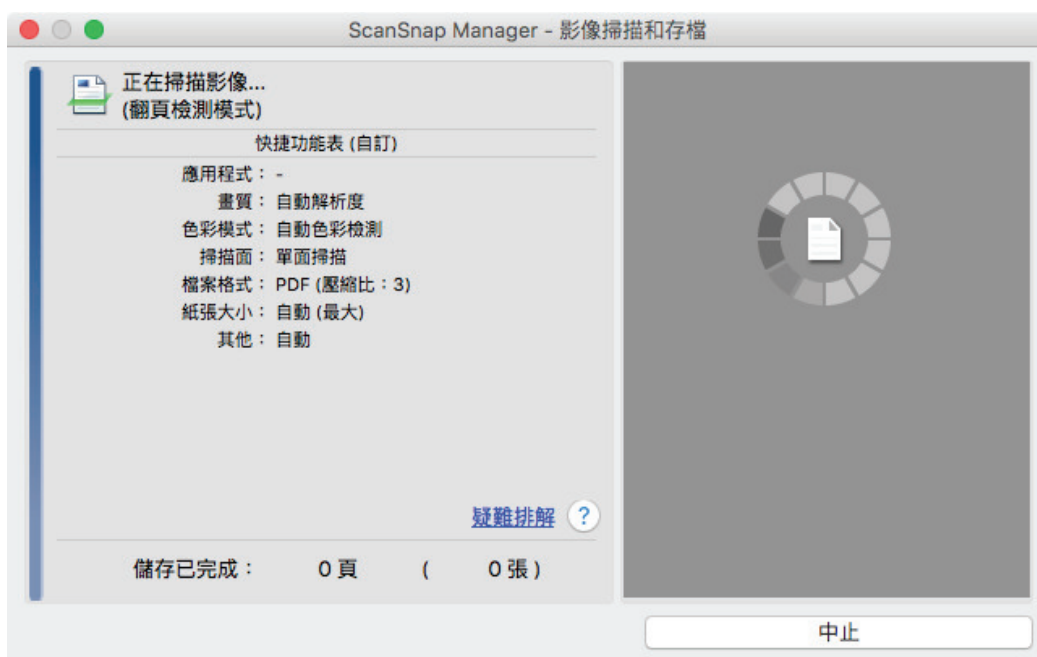 ScanSnap Manager - 影像掃描和存檔
正在掃描影像...
(翻頁檢測模式)
快捷功能表 (自訂)
應用程式： -
畫質： 自動解析度
色彩模式： 自動色彩檢測
掃描面： 單面掃描
檔案格式： PDF (壓縮比：3)
紙張大小： 自動 (最大)
其他： 自動
疑難排解 ?
儲存已完成： 0 頁 ( 0 張 )
中止